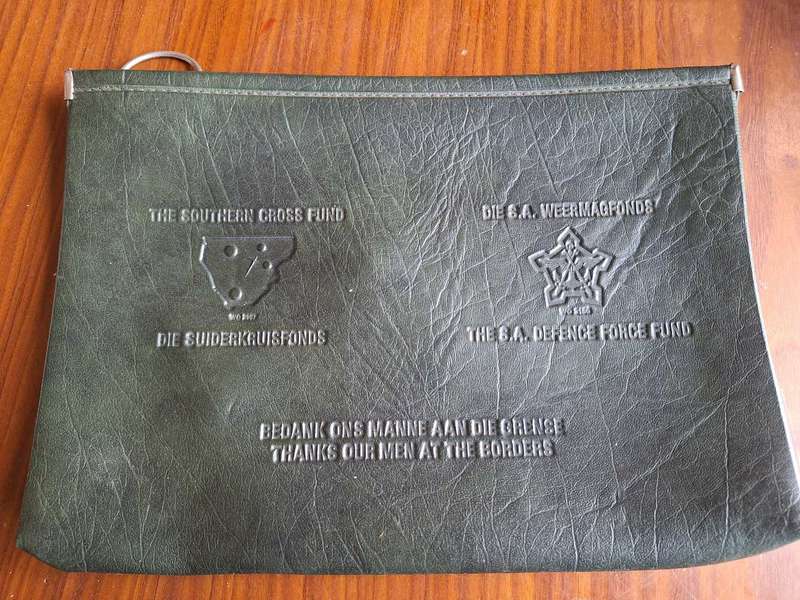 THE SOUTHERN CROSS FUND
DIE SUIDERKRUISFONDS
DIE S.A. WEERMAGFONDS
THE S.A. DEFENCE FORCE FUND
BEDANK ONS MANNE AAN DIE GRENSE
THANKS OUR MEN AT THE BORDERS